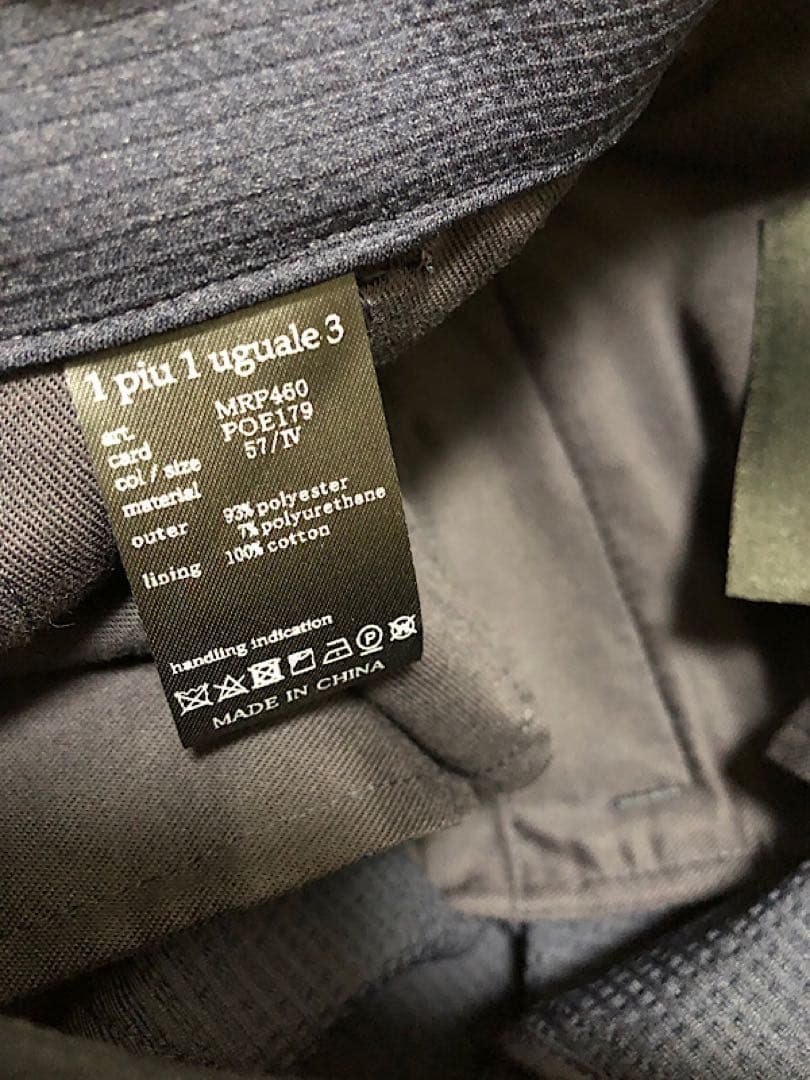 1 piu 1 uguale 3
art. MRP460
card POE179
col / size 57/IV
material
outer 93% polyester
7% polyurethane
lining 100% cotton
handling indication
P W
MADE IN CHINA